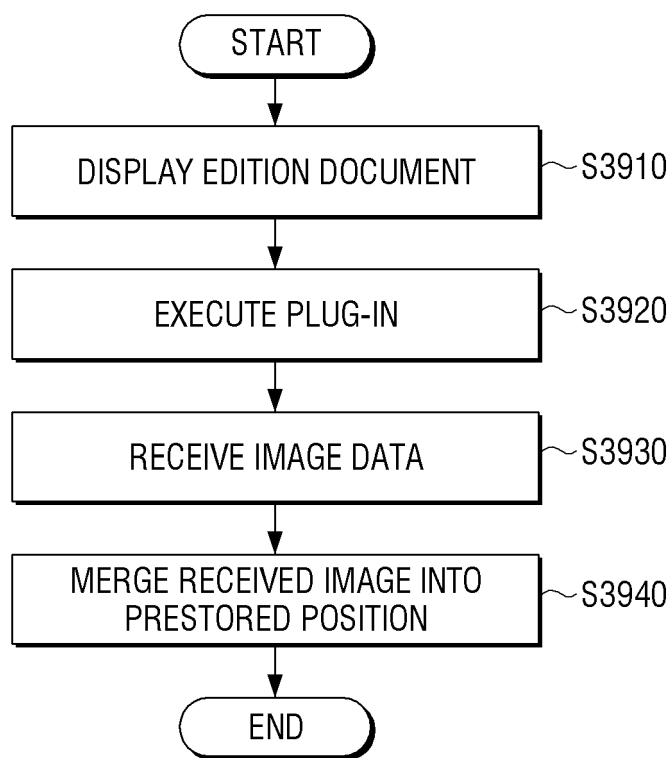 START
DISPLAY EDITION DOCUMENT
S3910
EXECUTE PLUG-IN
S3920
RECEIVE IMAGE DATA
S3930
MERGE RECEIVED IMAGE INTO
PRESTORED POSITION
S3940
END